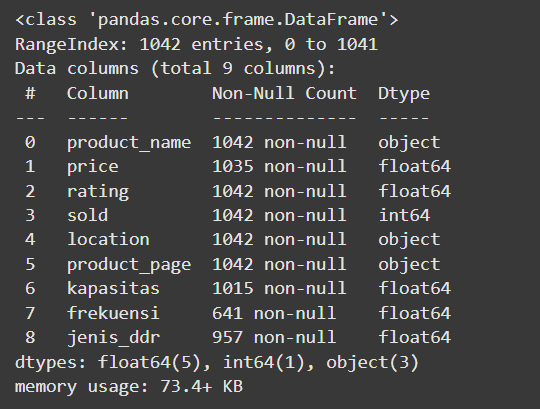 <class 'pandas.core.frame.DataFrame'>
RangeIndex: 1042 entries, 0 to 1041
Data columns (total 9 columns):
 #   Column        Non-Null Count  Dtype
---  ------        --------------  -----
 0   product_name  1042 non-null   object
 1   price         1035 non-null   float64
 2   rating        1042 non-null   float64
 3   sold          1042 non-null   int64
 4   location      1042 non-null   object
 5   product_page  1042 non-null   object
 6   kapasitas     1015 non-null   float64
 7   frekuensi     641 non-null    float64
 8   jenis_ddr     957 non-null    float64
dtypes: float64(5), int64(1), object(3)
memory usage: 73.4+ KB